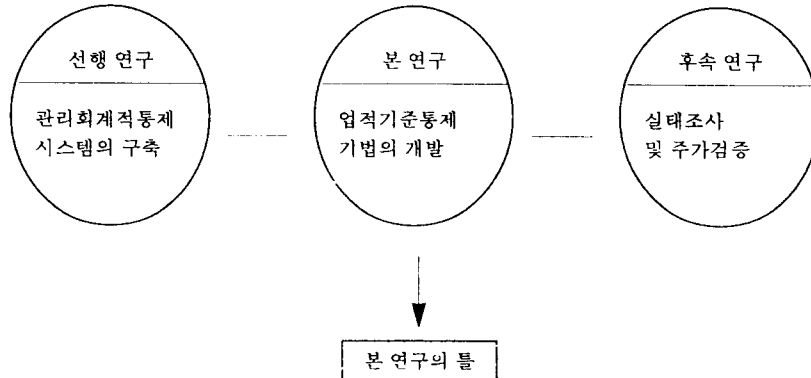 선행 연구
관리회계적통제
시스템의 구축
본 연구
업적기준통제
기법의 개발
후속 연구
실태조사
및 주가검증
본 연구의 틀